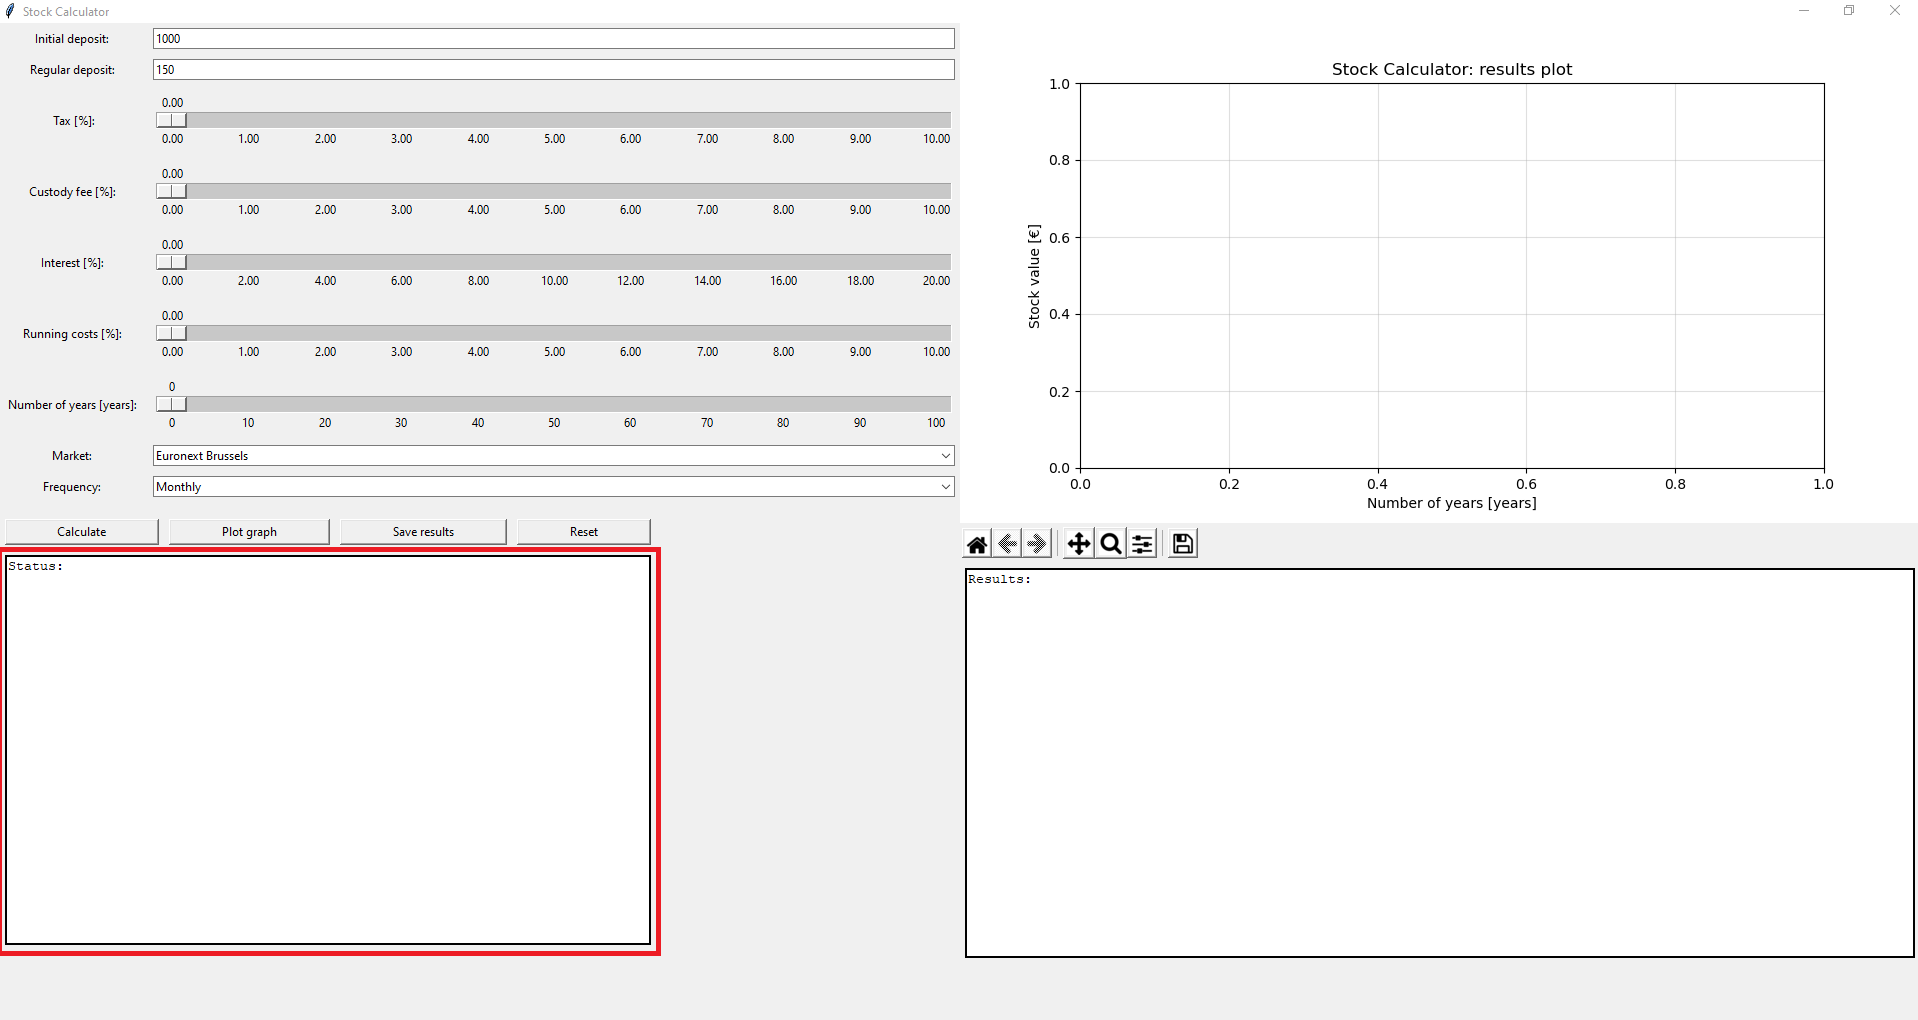 Stock Calculator
Initial deposit: 1000
Regular deposit: 150
0.00
Tax [%]:
0.00 1.00 2.00 3.00 4.00 5.00 6.00 7.00 8.00 9.00 10.00
0.00
Custody fee [%]:
0.00 1.00 2.00 3.00 4.00 5.00 6.00 7.00 8.00 9.00 10.00
0.00
Interest [%]:
0.00 2.00 4.00 6.00 8.00 10.00 12.00 14.00 16.00 18.00 20.00
0.00
Running costs [%]:
0.00 1.00 2.00 3.00 4.00 5.00 6.00 7.00 8.00 9.00 10.00
0
Number of years [years]:
0 10 20 30 40 50 60 70 80 90 100
Market: Euronext Brussels
Frequency: Monthly
Calculate Plot graph Save results Reset
Status:
Stock Calculator: results plot
Stock value [€]
1.0
0.8
0.6
0.4
0.2
0.0
0.0 0.2 0.4 0.6 0.8 1.0
Number of years [years]
Results: